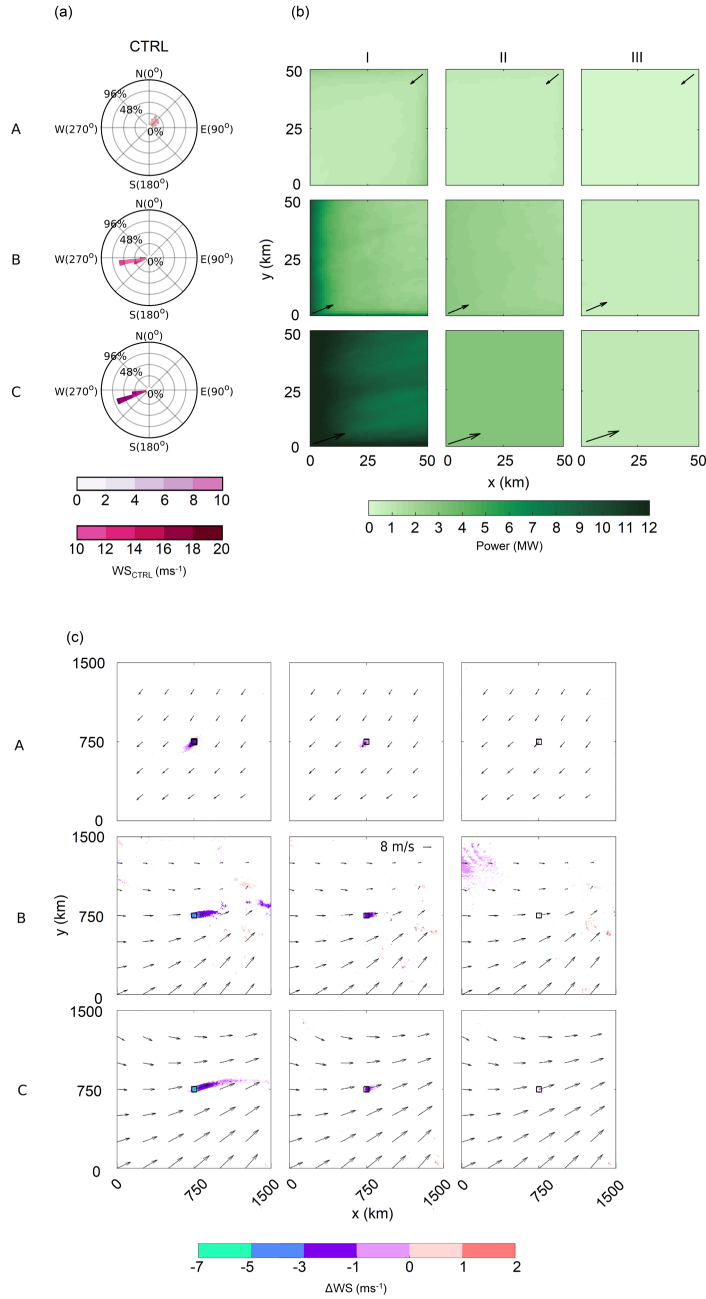 (a)
(b)
CTRL
I II III
N(0°)
96%
48%
0%
W(270°) E(90°)
S(180°)
A
50
25
0
N(0°)
96%
48%
0%
W(270°) E(90°)
S(180°)
B
50
25
0
y (km)
N(0°)
96%
48%
0%
W(270°) E(90°)
S(180°)
C
50
25
0
0 25 50 0 25 50 0 25 50
x (km)
0 2 4 6 8 10
10 12 14 16 18 20
WS_CTRL (ms⁻¹)
0 1 2 3 4 5 6 7 8 9 10 11 12
Power (MW)
(c)
1500
A 750
0
1500
8 m/s
B 750
0
y (km)
1500
C 750
0
0 750 1500 0 750 1500 0 750 1500
x (km)
-7 -5 -3 -1 0 1 2
ΔWS (ms⁻¹)